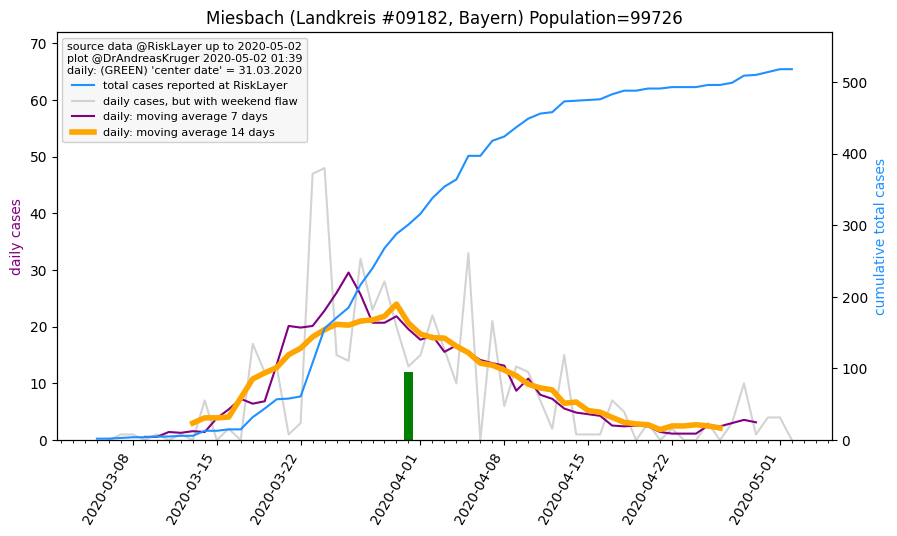 Miesbach (Landkreis #09182, Bayern) Population=99726
source data @RiskLayer up to 2020-05-02
plot @DrAndreasKruger 2020-05-02 01:39
daily: (GREEN) 'center date' = 31.03.2020
total cases reported at RiskLayer
daily cases, but with weekend flaw
daily: moving average 7 days
daily: moving average 14 days
70
60
50
40
30
20
10
0
daily cases
500
400
300
200
100
0
cumulative total cases
2020-03-08
2020-03-15
2020-03-22
2020-04-01
2020-04-08
2020-04-15
2020-04-22
2020-05-01